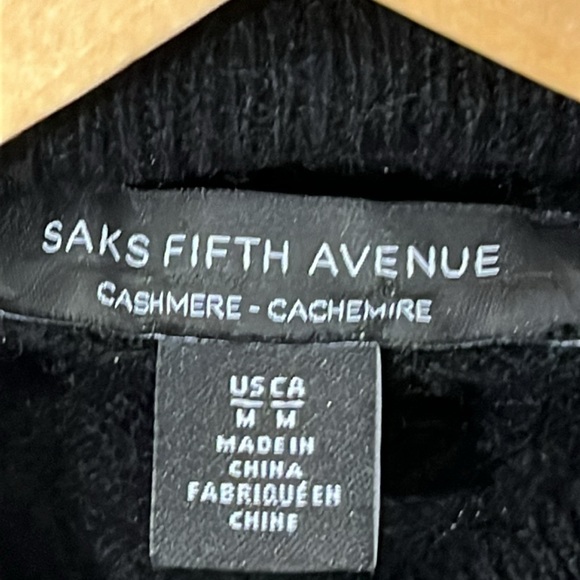 SAKS FIFTH AVENUE
CASHMERE - CACHEMIRE
US CA
M M
MADE IN
CHINA
FABRIQUÉ EN
CHINE